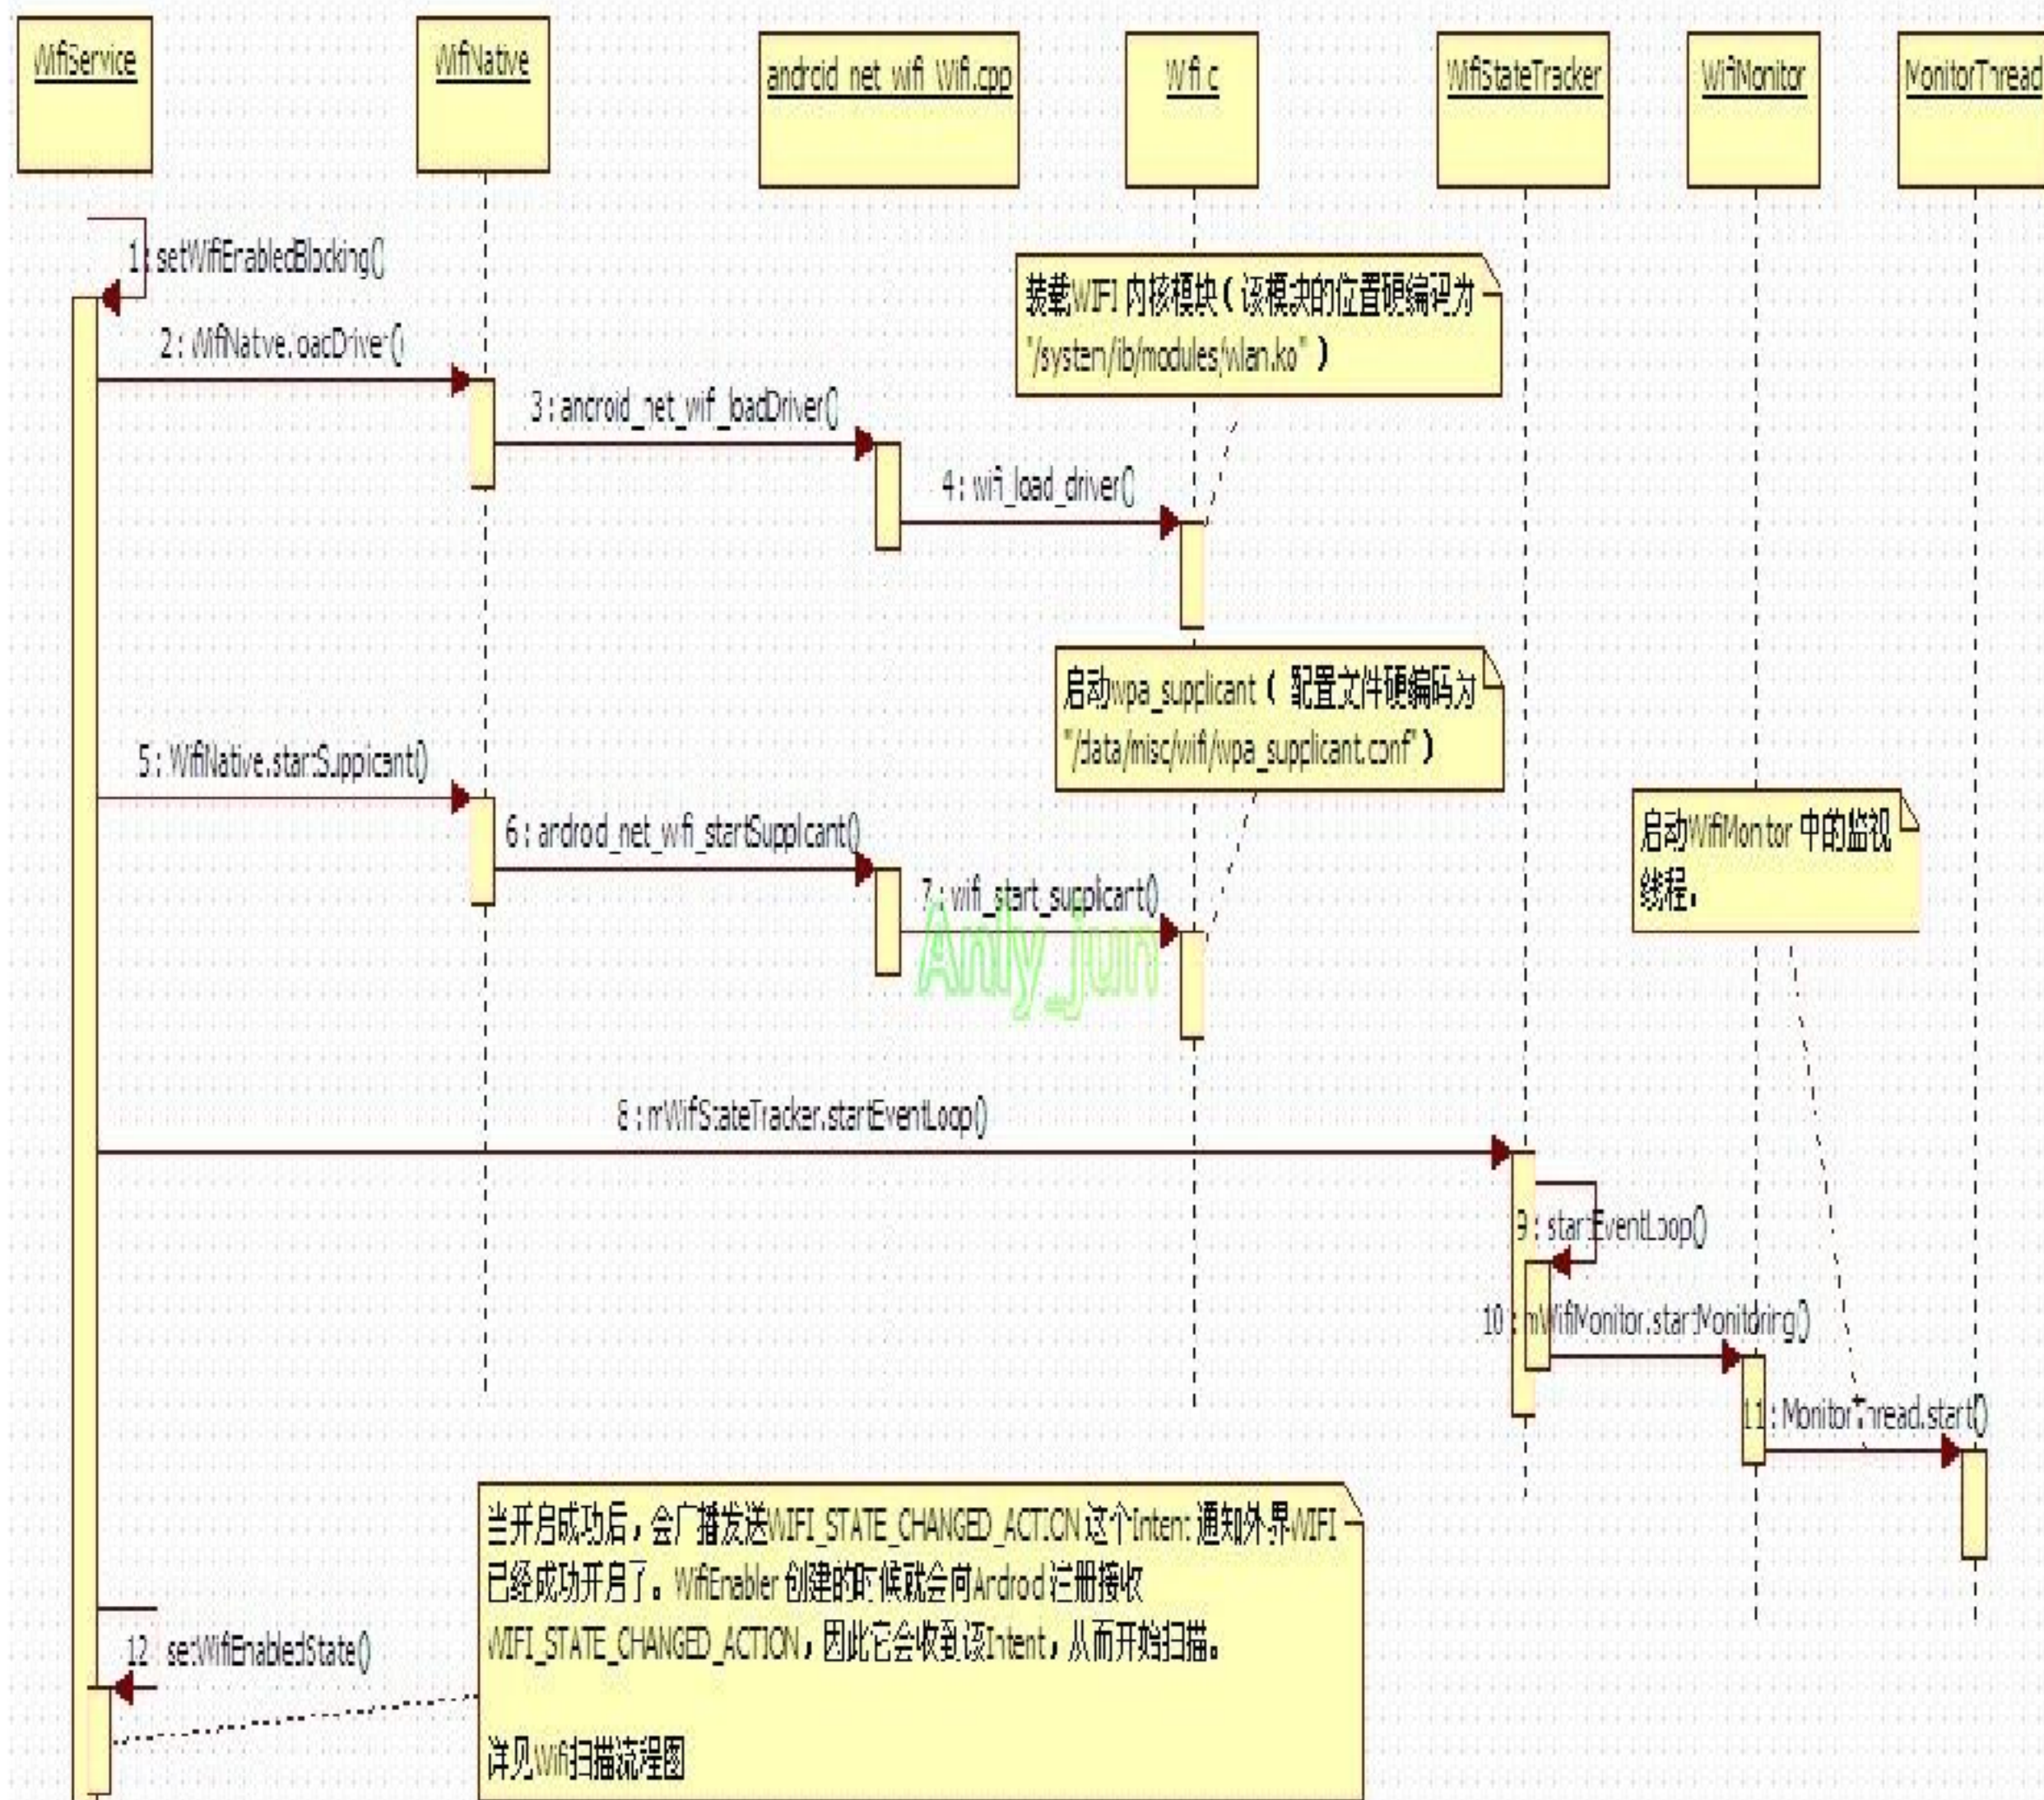 WifiService
WifiNative
android_net_wifi_Wifi.cpp
Wifi.c
WifiStateTracker
WifiMonitor
MonitorThread
1 : setWifiEnabledBlocking()
装载WIFI 内核模块 ( 该模块的位置硬编码为
"/system/lib/modules/wlan.ko" )
2 : WifiNative.loadDriver()
3 : android_net_wifi_loadDriver()
4 : wifi_load_driver()
启动wpa_supplicant ( 配置文件硬编码为
"/data/misc/wifi/wpa_supplicant.conf" )
5 : WifiNative.startSupplicant()
6 : android_net_wifi_startSupplicant()
7 : wifi_start_supplicant()
启动WifiMonitor 中的监视
线程。
Anly_jun
8 : mWifiStateTracker.startEventLoop()
9 : startEventLoop()
10 : mWifiMonitor.startMonitoring()
11 : MonitorThread.start()
当开启成功后，会广播发送WIFI_STATE_CHANGED_ACTION 这个Intent 通知外界WIFI
已经成功开启了。WifiEnabler 创建的时候就会向Android 注册接收
WIFI_STATE_CHANGED_ACTION，因此它会收到该Intent，从而开始扫描。
详见Wifi扫描流程图
12 : setWifiEnabledState()